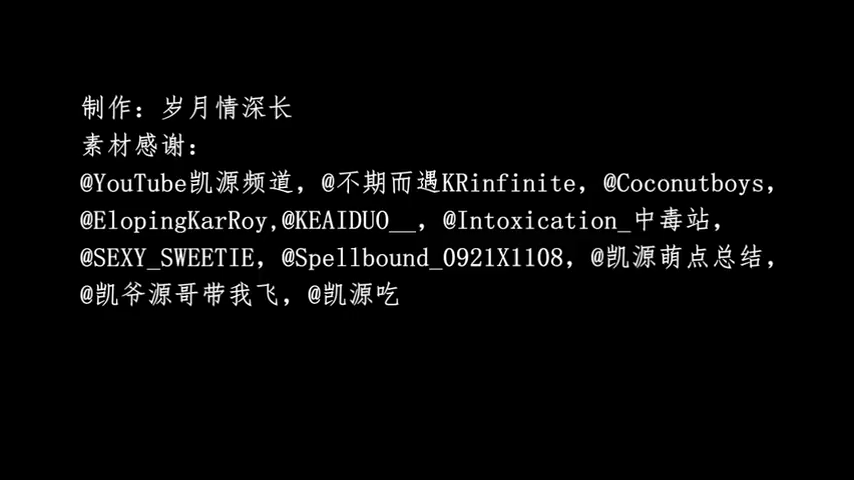 制作：岁月情深长
素材感谢：
@YouTube凯源频道，@不期而遇KRinfinite，@Coconutboys，
@ElopingKarRoy,@KEAIDUO__，@Intoxication_中毒站，
@SEXY_SWEETIE，@Spellbound_0921X1108，@凯源萌点总结，
@凯爷源哥带我飞，@凯源吃